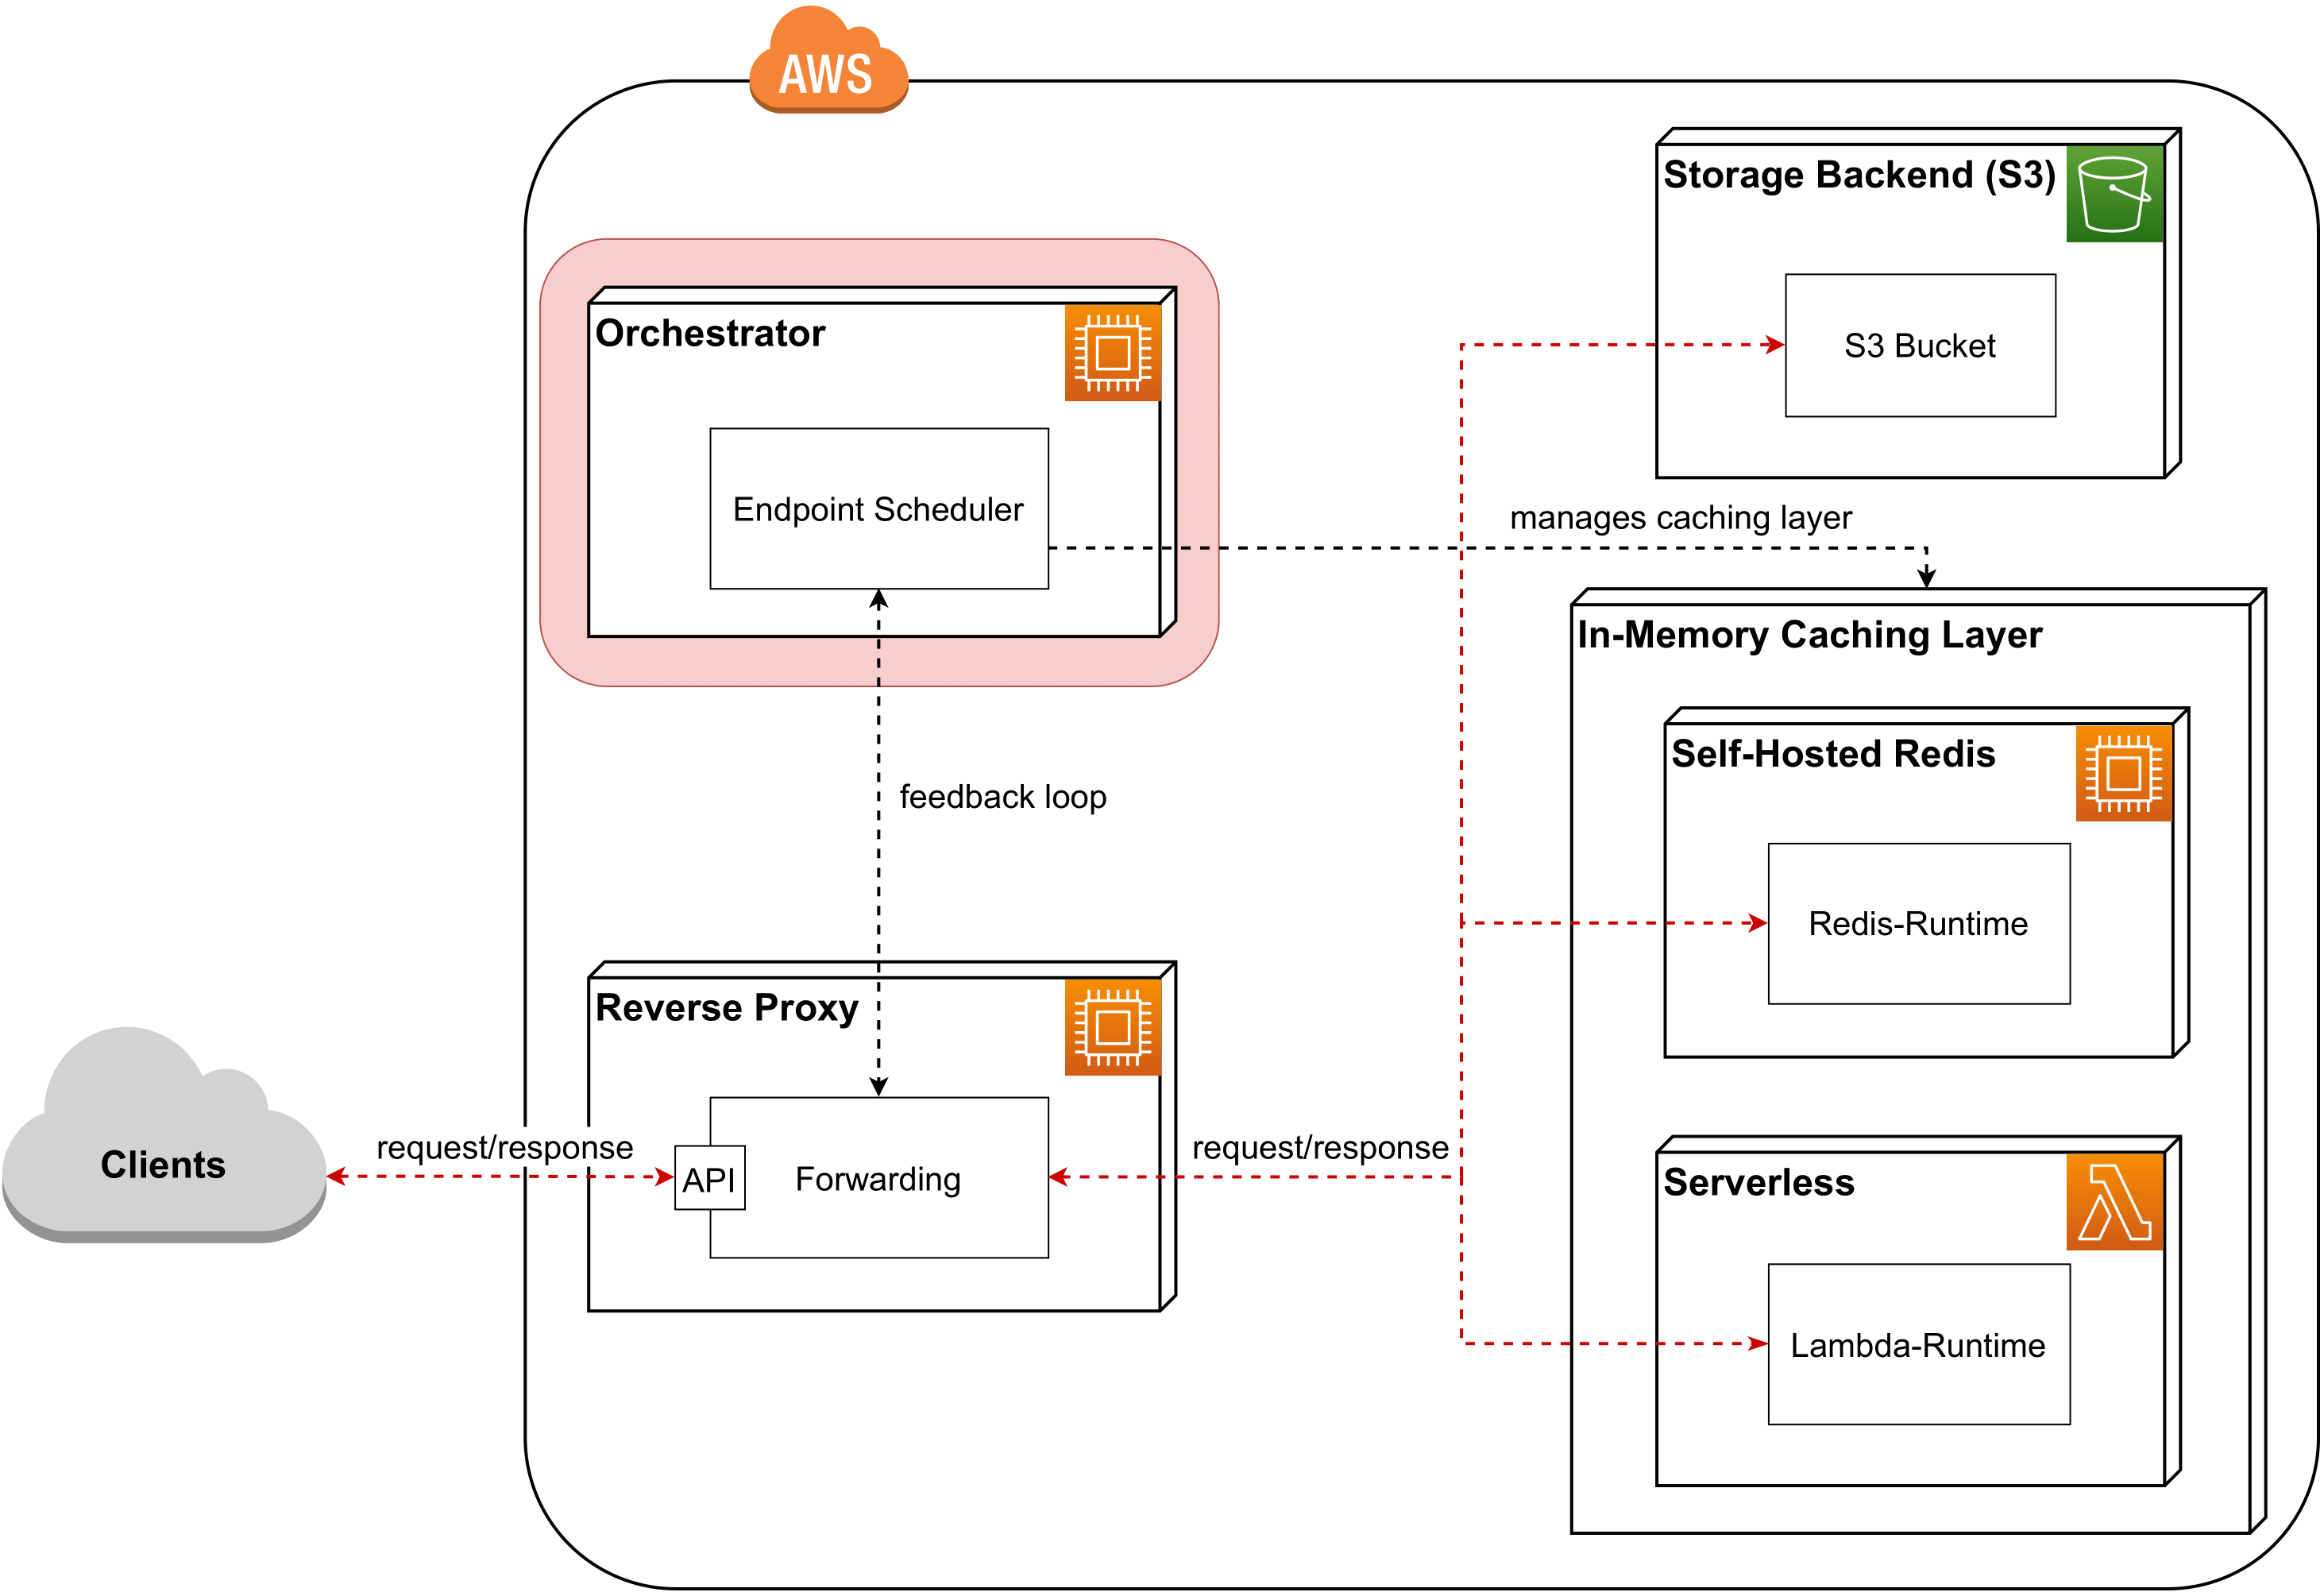 AWS
Storage Backend (S3)
S3 Bucket
Orchestrator
Endpoint Scheduler
manages caching layer
In-Memory Caching Layer
Self-Hosted Redis
Redis-Runtime
feedback loop
Reverse Proxy
Clients
request/response
API
Forwarding
request/response
Serverless
Lambda-Runtime